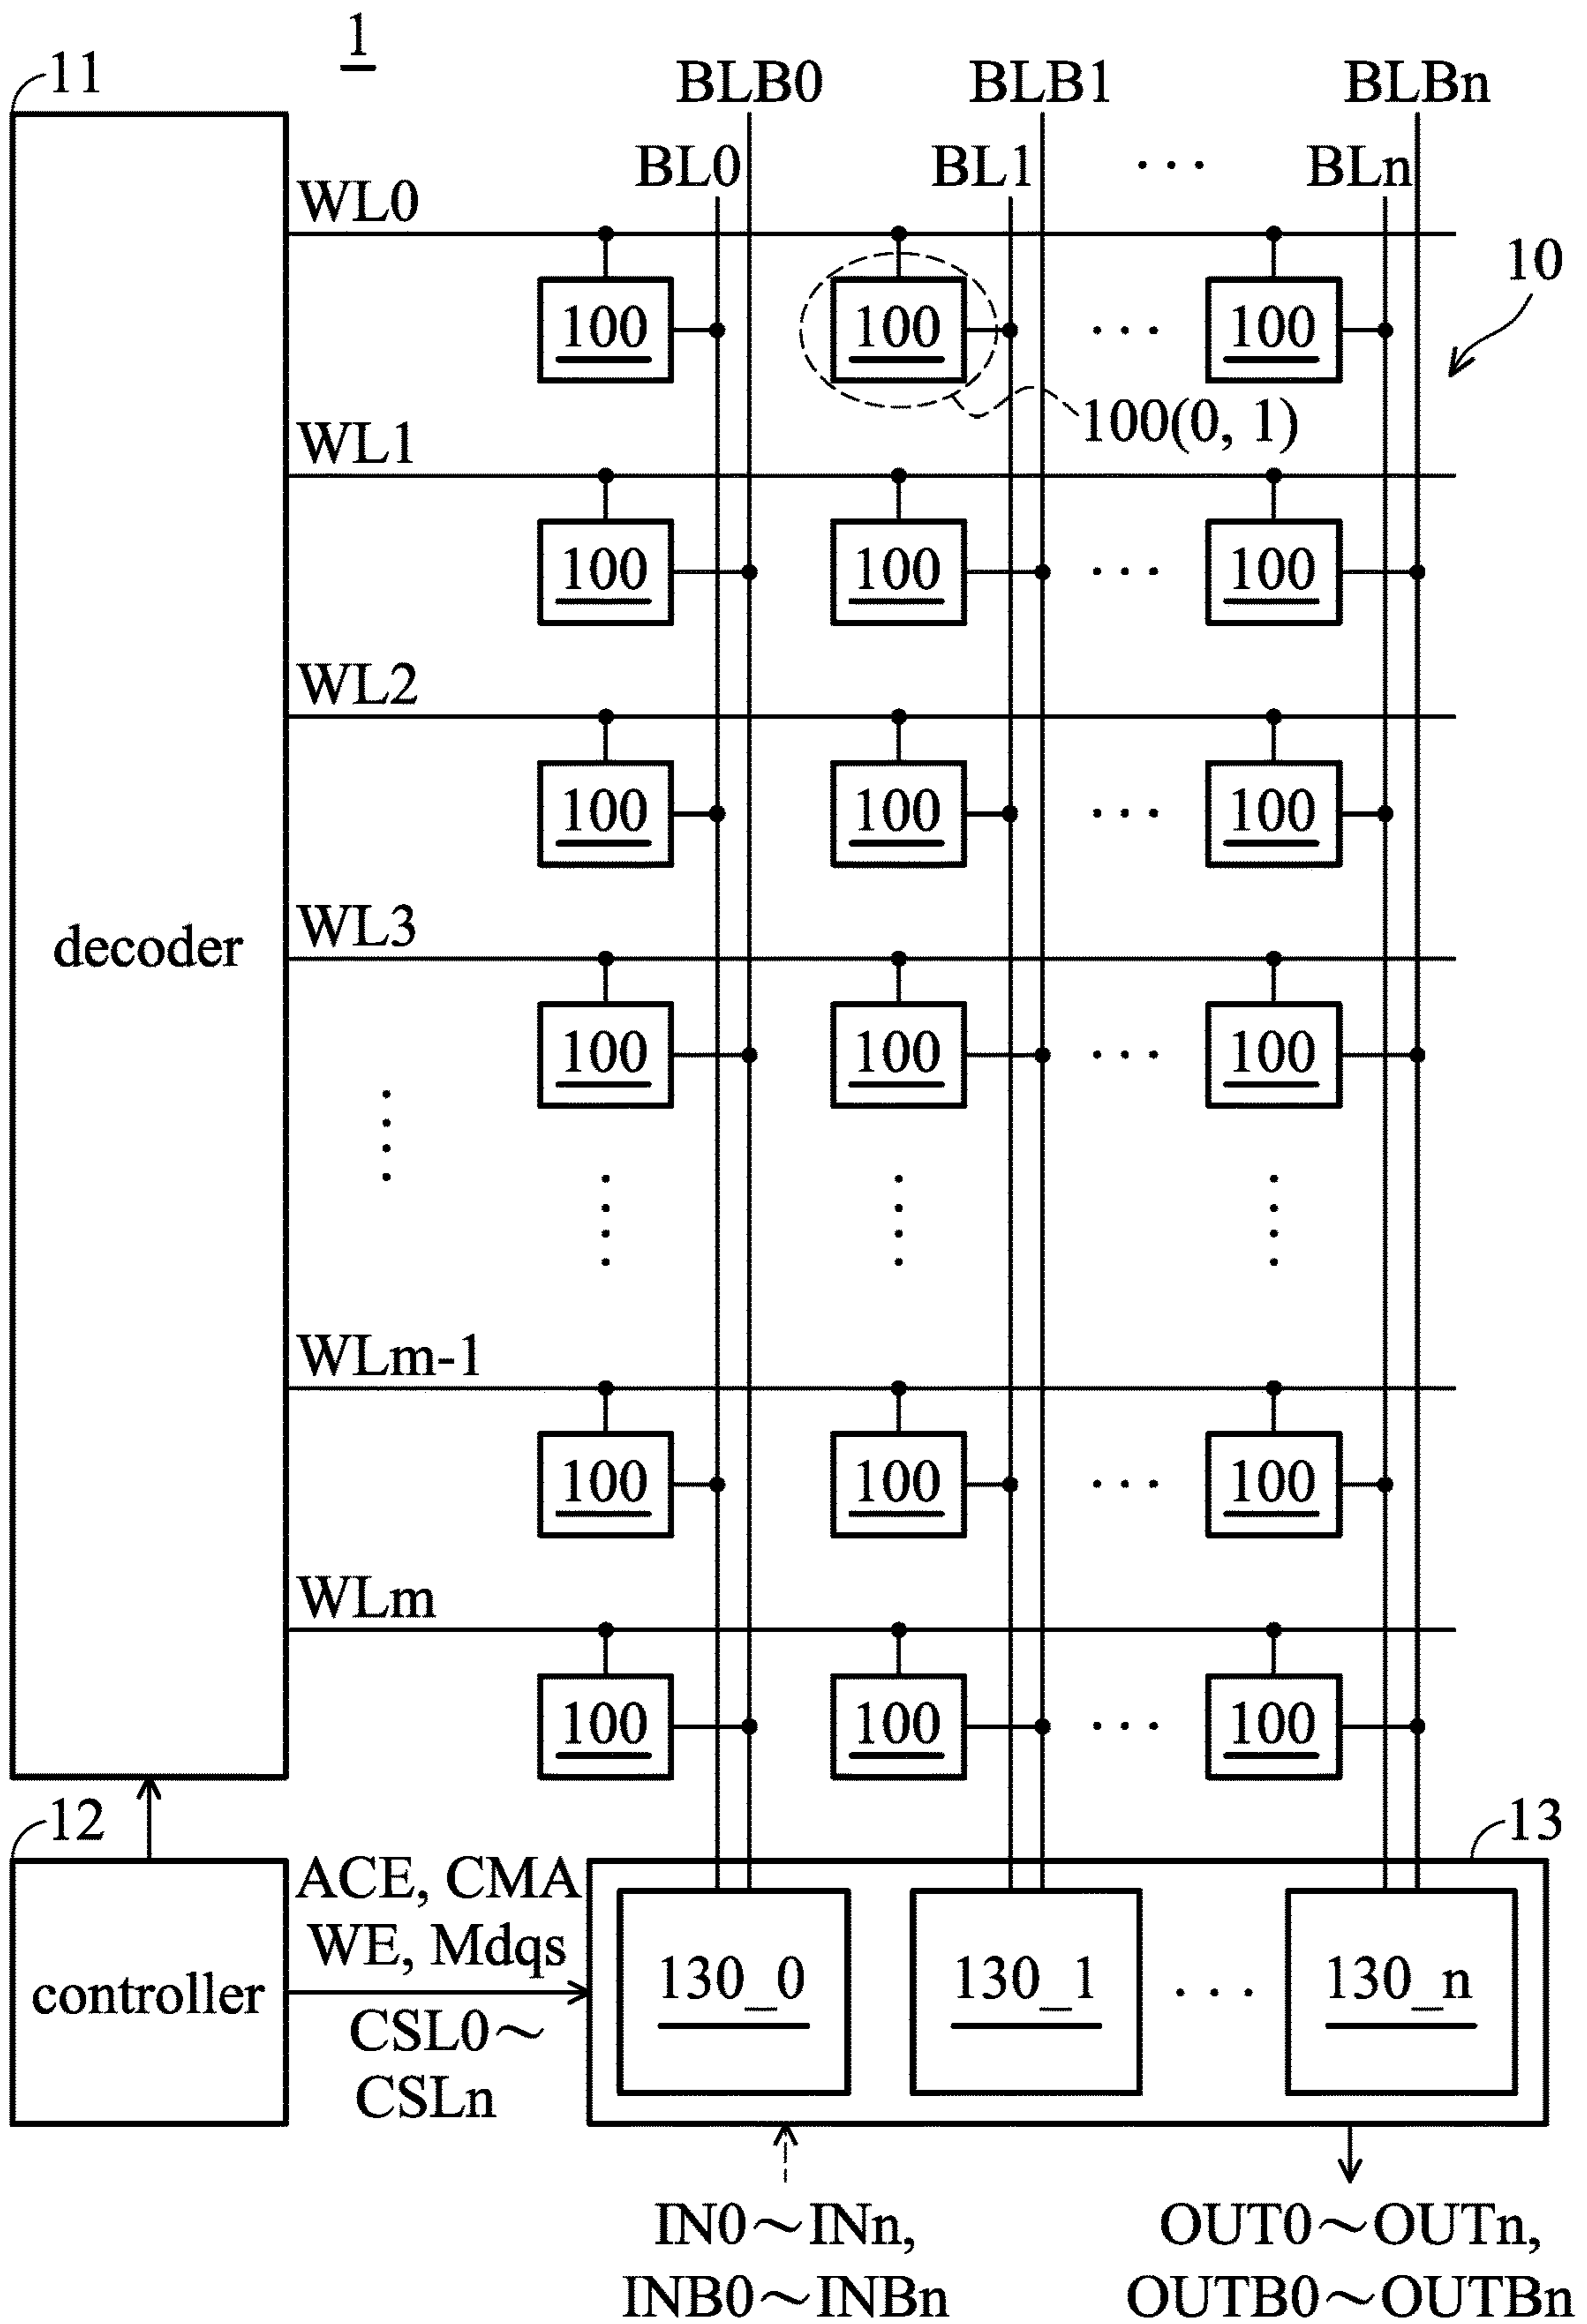 1
11
BLB0 BLB1 BLBn
BL0 BL1 ··· BLn
WL0
10
100 100 ··· 100
100(0, 1)
WL1
100 100 ··· 100
WL2
100 100 ··· 100
decoder
WL3
100 100 ··· 100
WLm-1
100 100 ··· 100
WLm
100 100 ··· 100
12
13
ACE, CMA
WE, Mdqs
controller
130_0 130_1 ··· 130_n
CSL0～
CSLn
IN0～INn,
INB0～INBn
OUT0～OUTn,
OUTB0～OUTBn